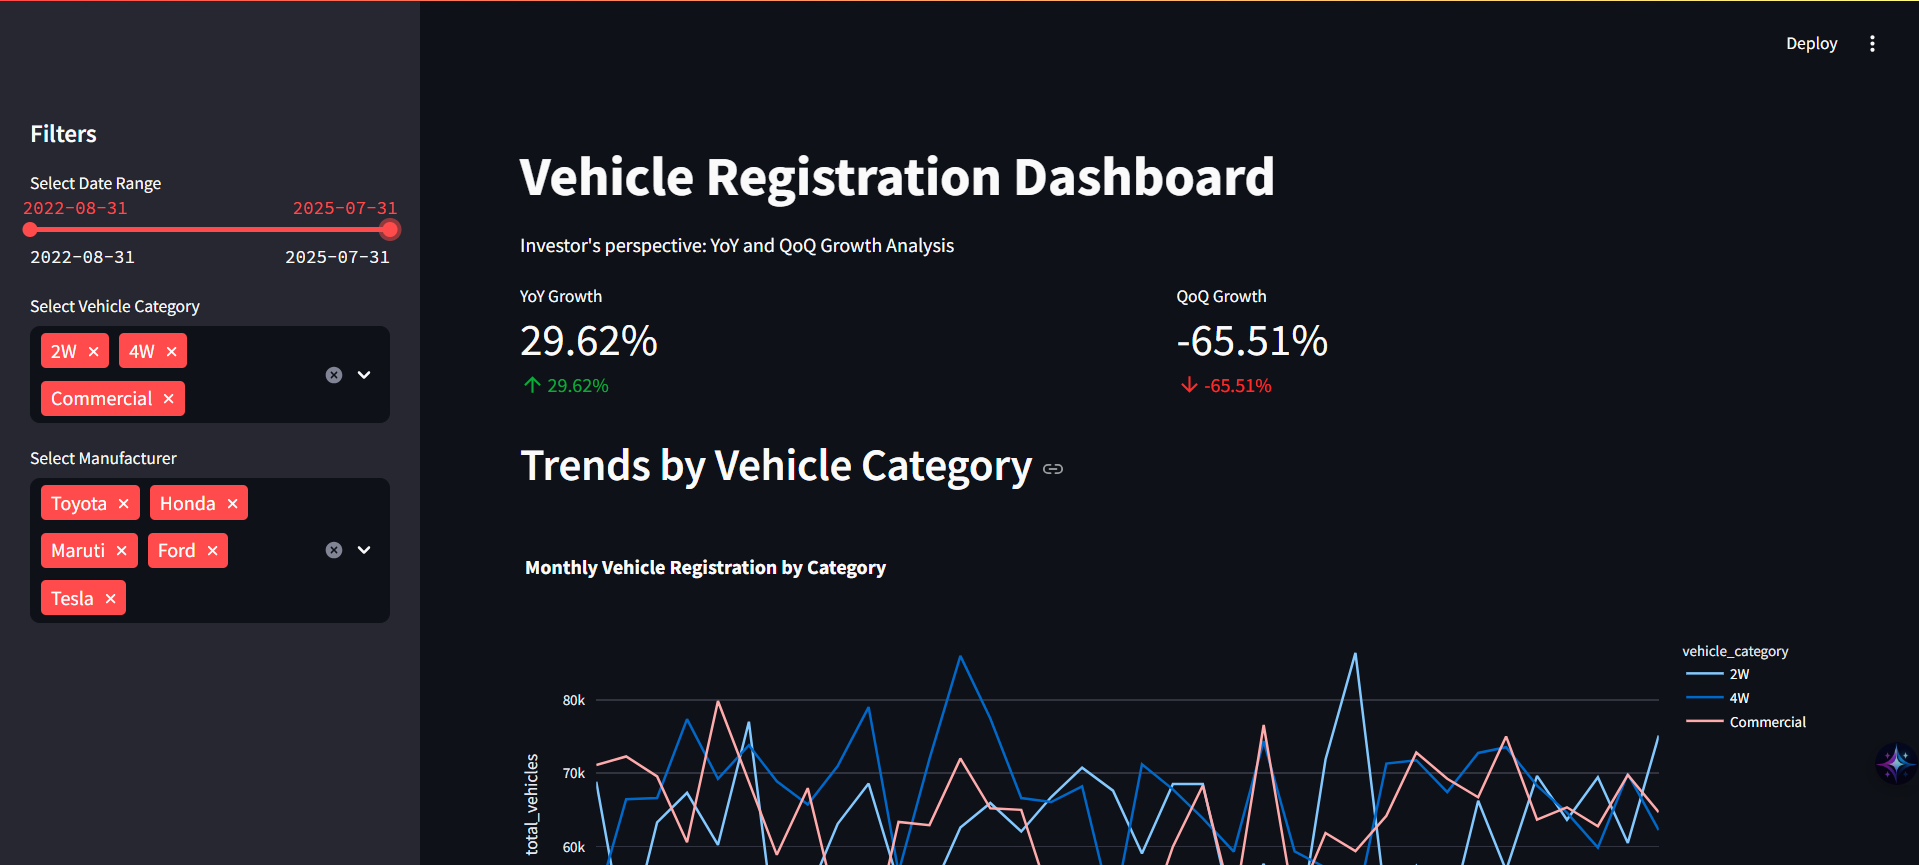 Deploy
Filters
Select Date Range
2022-08-31 2025-07-31
2022-08-31 2025-07-31
Select Vehicle Category
2W × 4W ×
Commercial ×
Select Manufacturer
Toyota × Honda ×
Maruti × Ford ×
Tesla ×
Vehicle Registration Dashboard
Investor's perspective: YoY and QoQ Growth Analysis
YoY Growth
29.62%
↑ 29.62%
QoQ Growth
-65.51%
↓ -65.51%
Trends by Vehicle Category
Monthly Vehicle Registration by Category
80k
70k
60k
total_vehicles
vehicle_category
2W
4W
Commercial